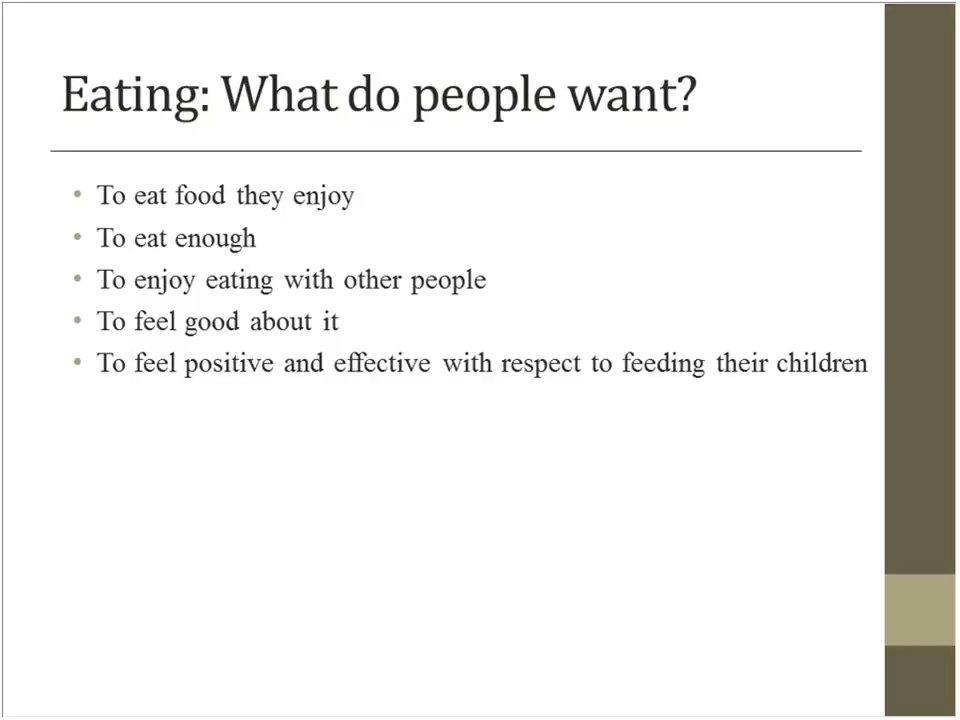 Eating: What do people want?
• To eat food they enjoy
• To eat enough
• To enjoy eating with other people
• To feel good about it
• To feel positive and effective with respect to feeding their children